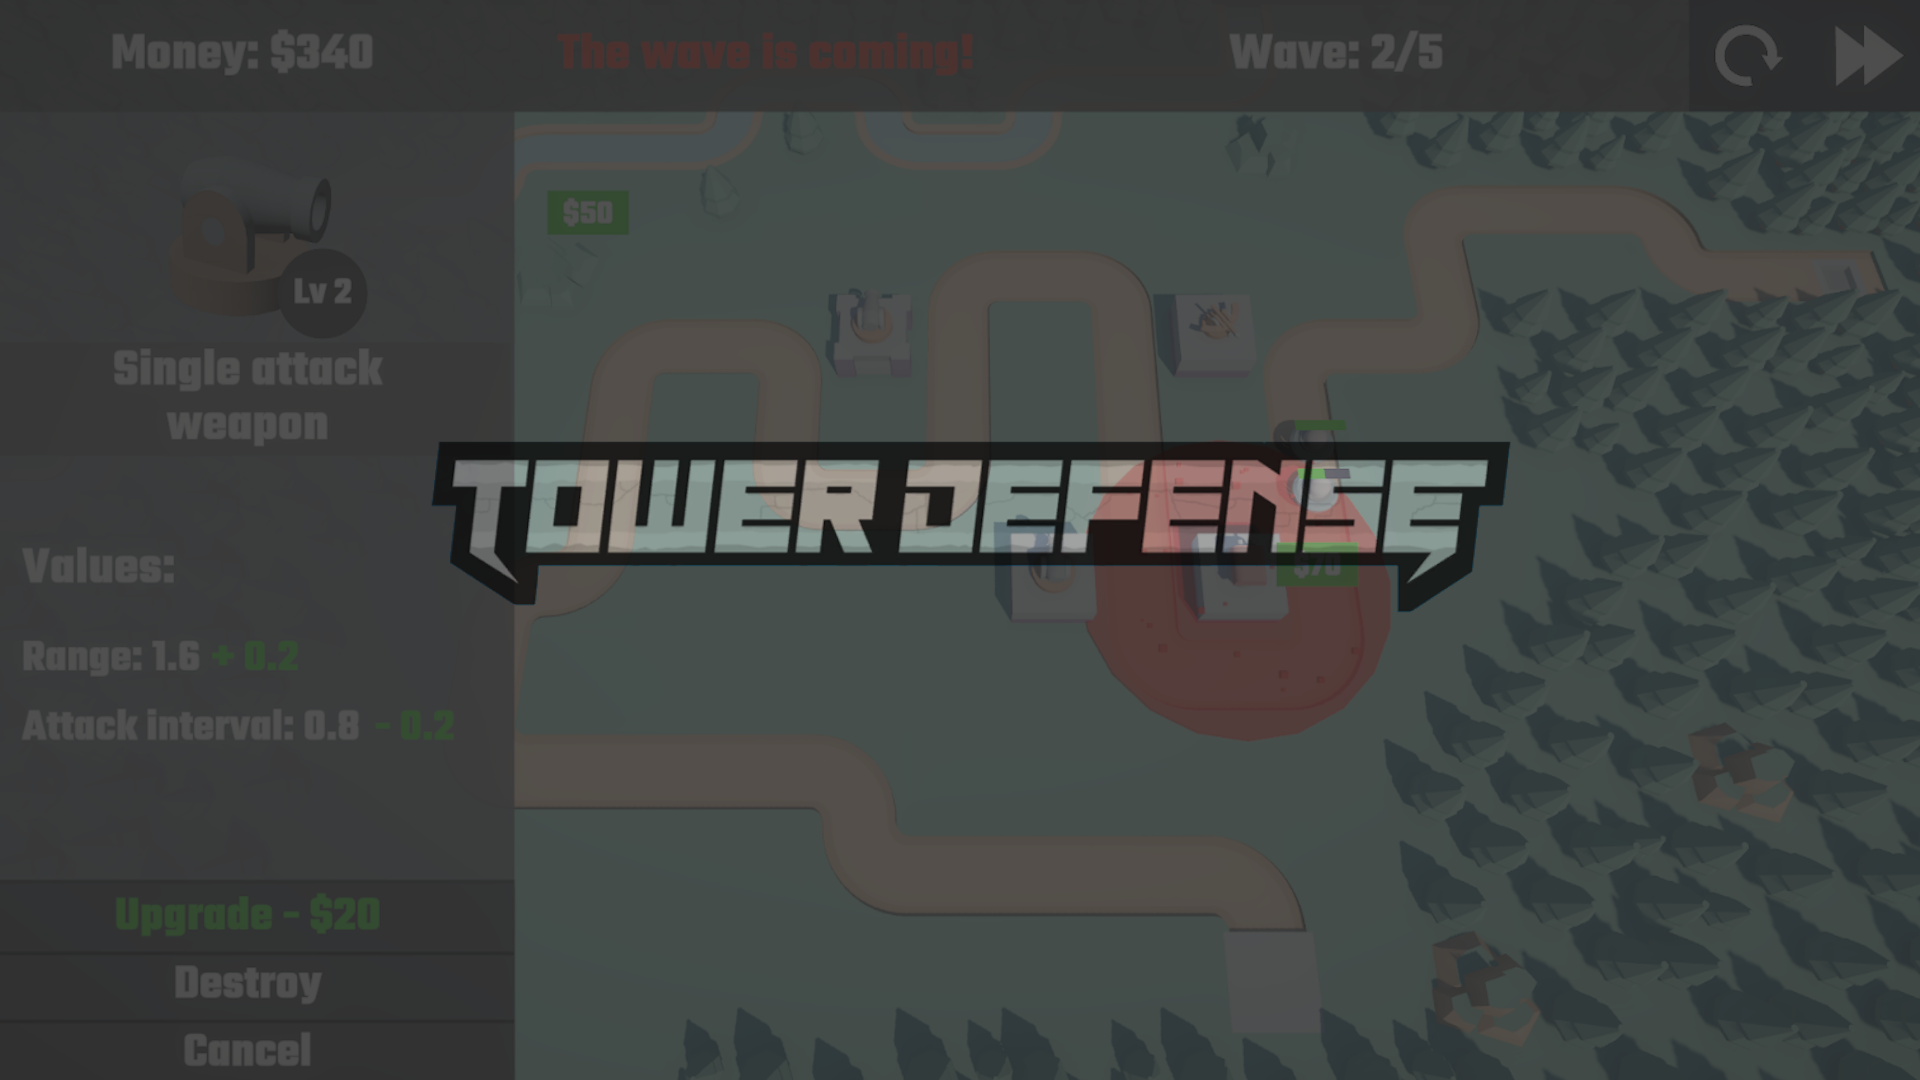 Money: $340
The wave is coming!
Wave: 2/5
$50
Lv 2
Single attack
weapon
TOWER DEFENSE
$70
Values:
Range: 1.6 + 0.2
Attack interval: 0.8 - 0.2
Upgrade - $20
Destroy
Cancel